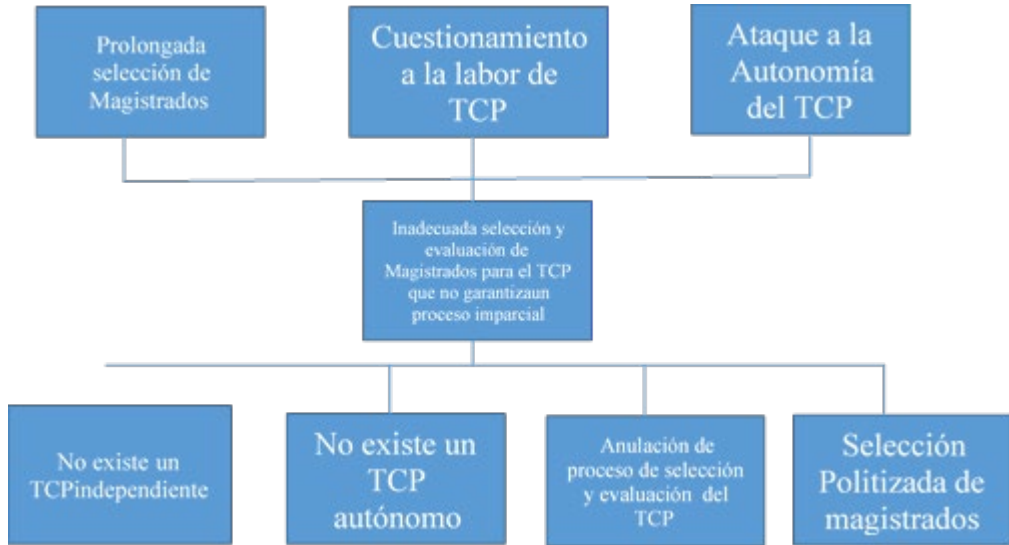 Prolongada
selección de
Magistrados
Cuestionamiento
a la labor de
TCP
Ataque a la
Autonomía
del TCP
Inadecuada selección y
evaluación de
Magistrados para el TCP
que no garantizaun
proceso imparcial
No existe un
TCPindependiente
No existe un
TCP
autónomo
Anulación de
proceso de selección
y evaluación del
TCP
Selección
Politizada de
magistrados